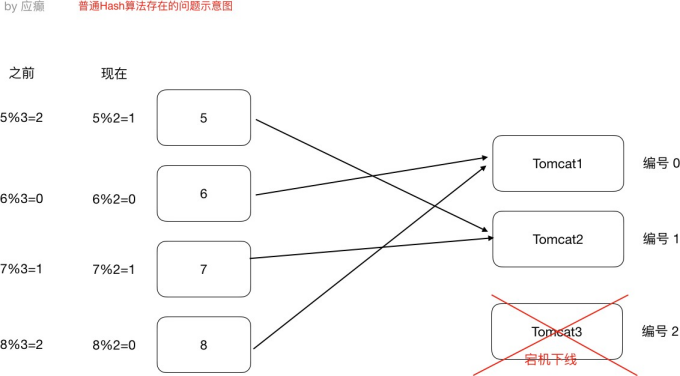 by 应癫 普通Hash算法存在的问题示意图
之前 现在
5%3=2 5%2=1 5
Tomcat1 编号 0
6%3=0 6%2=0 6
Tomcat2 编号 1
7%3=1 7%2=1 7
Tomcat3 编号 2
8%3=2 8%2=0 8
宕机下线